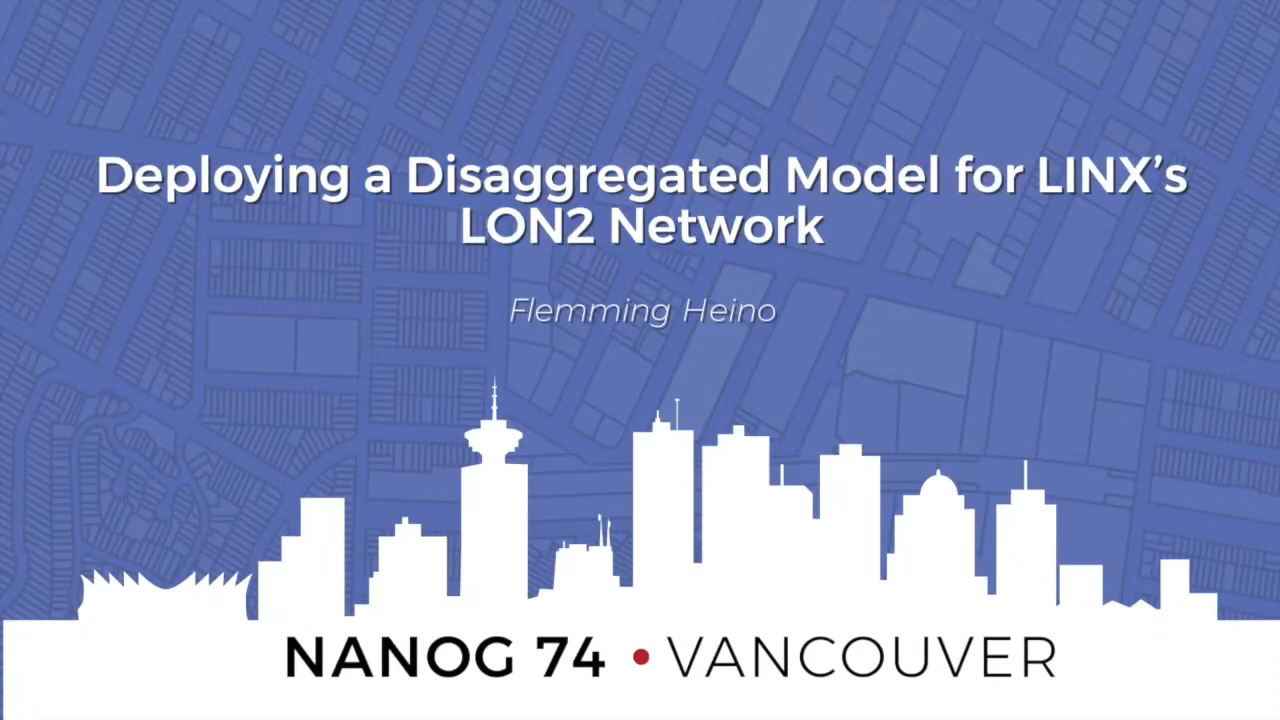 Deploying a Disaggregated Model for LINX’s
LON2 Network
Flemming Heino
NANOG 74 • VANCOUVER